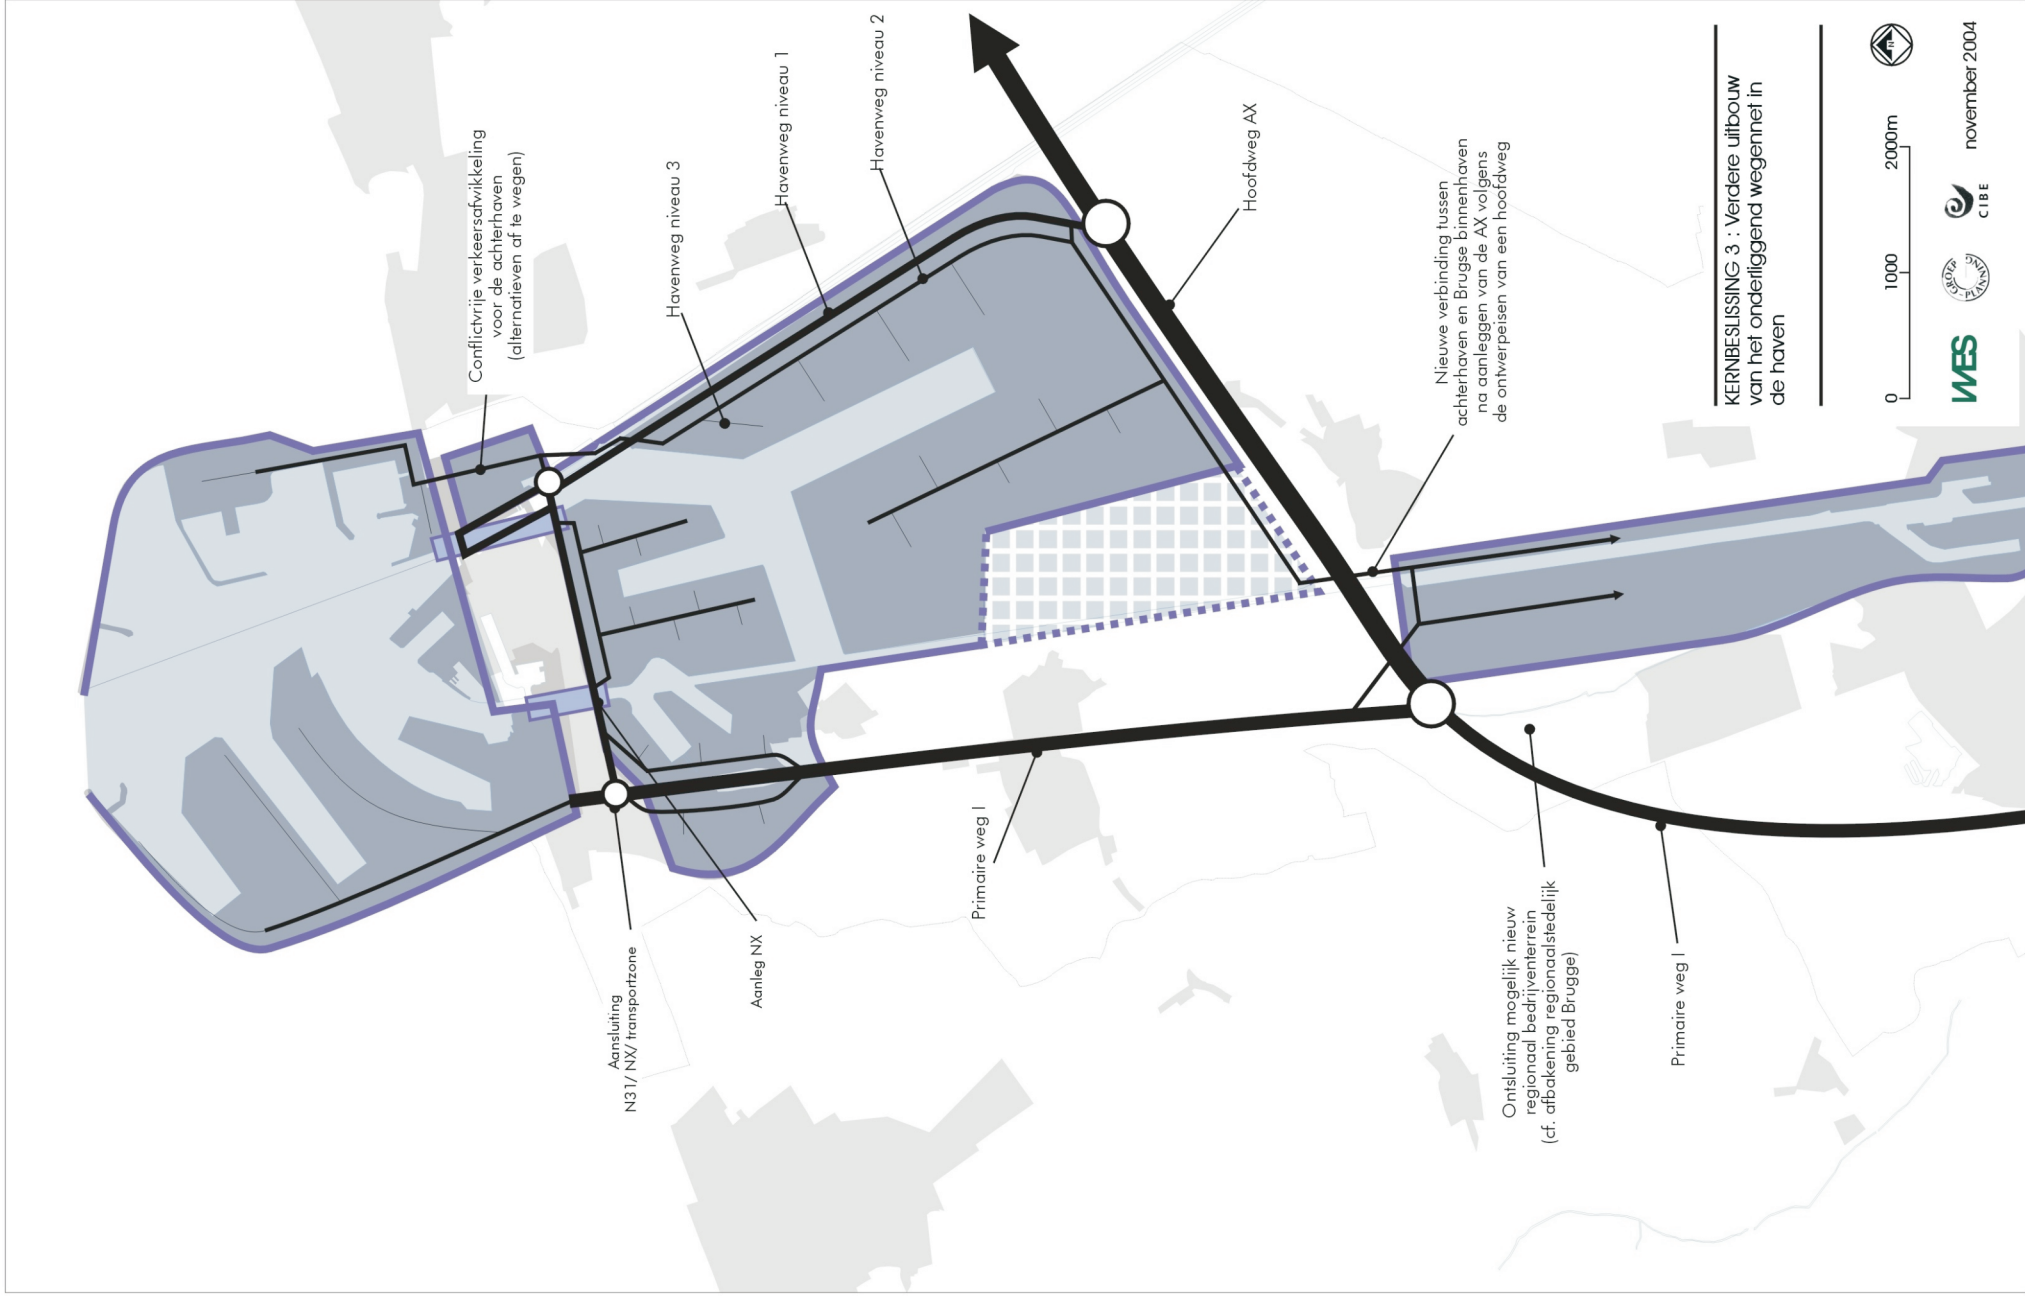 Conflictvrije verkeersafwikkeling
voor de achterhaven
(alternatieven af te wegen)
Havenweg niveau 3
Havenweg niveau 1
Havenweg niveau 2
Hoofdweg AX
Nieuwe verbinding tussen
achterhaven en Brugse binnenhaven
na aanleggen van de AX volgens
de ontwerpeisen van een hoofdweg
Aansluiting
N31/ NX/ transportzone
Aanleg NX
Primaire weg I
Ontsluiting mogelijk nieuw
regionaal bedrijventerrein
(cf. afbakening regionaalstedelijk
gebied Brugge)
Primaire weg I
KERNBESLISSING 3 : Verdere uitbouw
van het onderliggend wegennet in
de haven
N
0 1000 2000m
WES
GROEP PLANNING
CIBE
november 2004